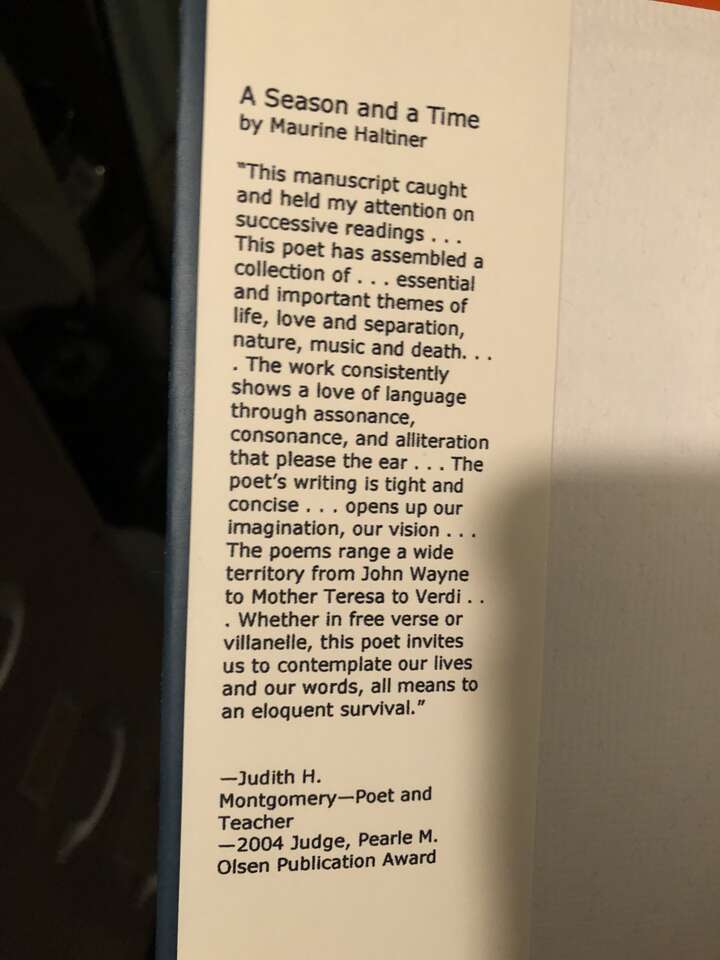 A Season and a Time
by Maurine Haltiner
"This manuscript caught
and held my attention on
successive readings . . .
This poet has assembled a
collection of . . . essential
and important themes of
life, love and separation,
nature, music and death. . .
. The work consistently
shows a love of language
through assonance,
consonance, and alliteration
that please the ear . . . The
poet's writing is tight and
concise . . . opens up our
imagination, our vision . . .
The poems range a wide
territory from John Wayne
to Mother Teresa to Verdi . .
. Whether in free verse or
villanelle, this poet invites
us to contemplate our lives
and our words, all means to
an eloquent survival."
—Judith H.
Montgomery—Poet and
Teacher
—2004 Judge, Pearle M.
Olsen Publication Award